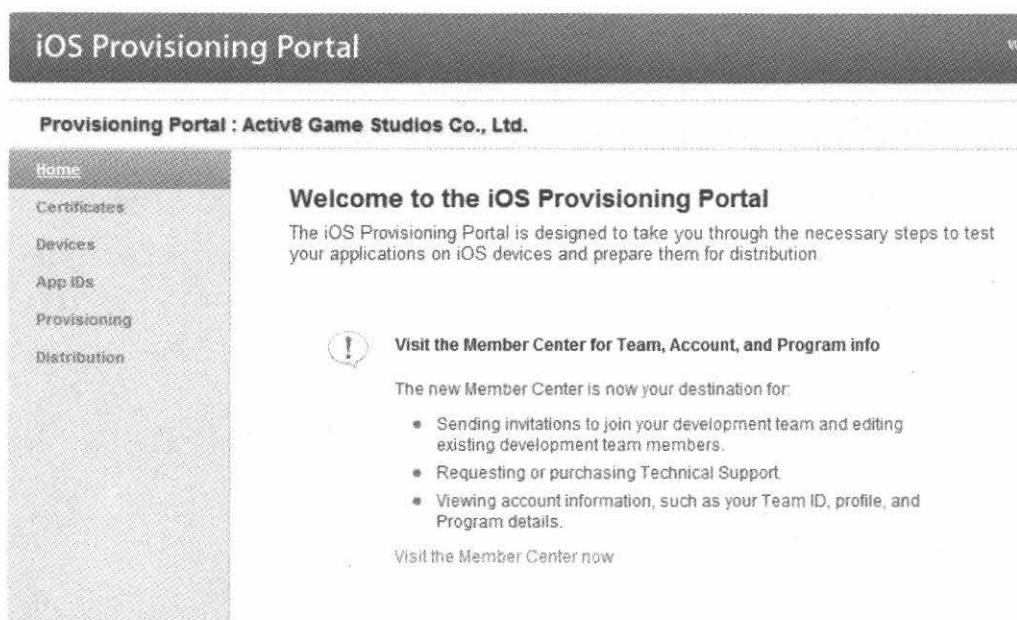 iOS Provisioning Portal
Provisioning Portal : Activ8 Game Studios Co., Ltd.
Home
Certificates
Devices
App IDs
Provisioning
Distribution
Welcome to the iOS Provisioning Portal
The iOS Provisioning Portal is designed to take you through the necessary steps to test
your applications on iOS devices and prepare them for distribution.
Visit the Member Center for Team, Account, and Program info
The new Member Center is now your destination for:
Sending invitations to join your development team and editing
existing development team members.
Requesting or purchasing Technical Support
Viewing account information, such as your Team ID, profile, and
Program details.
Visit the Member Center now